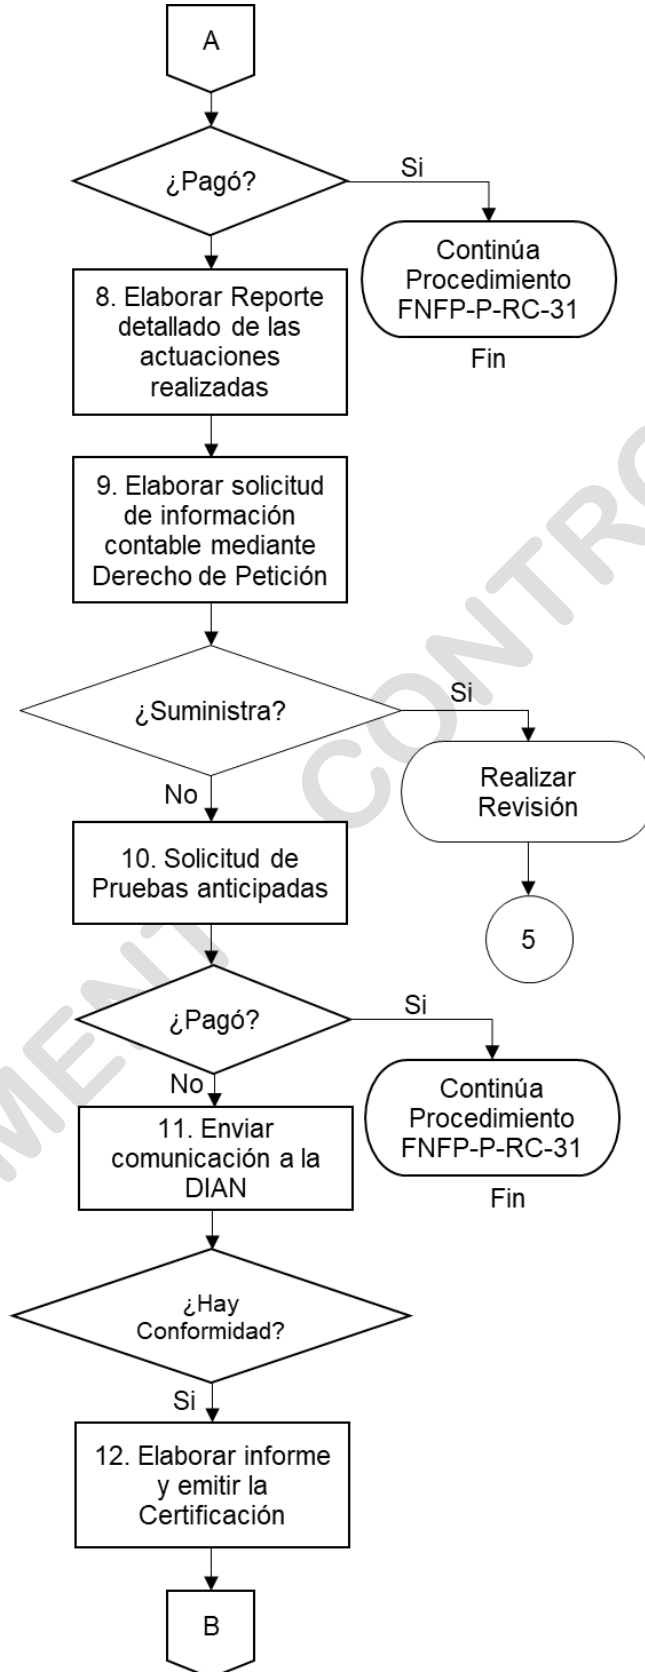 A
¿Pagó?
Si
Continúa
Procedimiento
FNFP-P-RC-31
Fin
8. Elaborar Reporte
detallado de las
actuaciones
realizadas
9. Elaborar solicitud
de información
contable mediante
Derecho de Petición
¿Suministra?
Si
Realizar
Revisión
5
No
10. Solicitud de
Pruebas anticipadas
¿Pagó?
Si
Continúa
Procedimiento
FNFP-P-RC-31
Fin
No
11. Enviar
comunicación a la
DIAN
¿Hay
Conformidad?
Si
12. Elaborar informe
y emitir la
Certificación
B